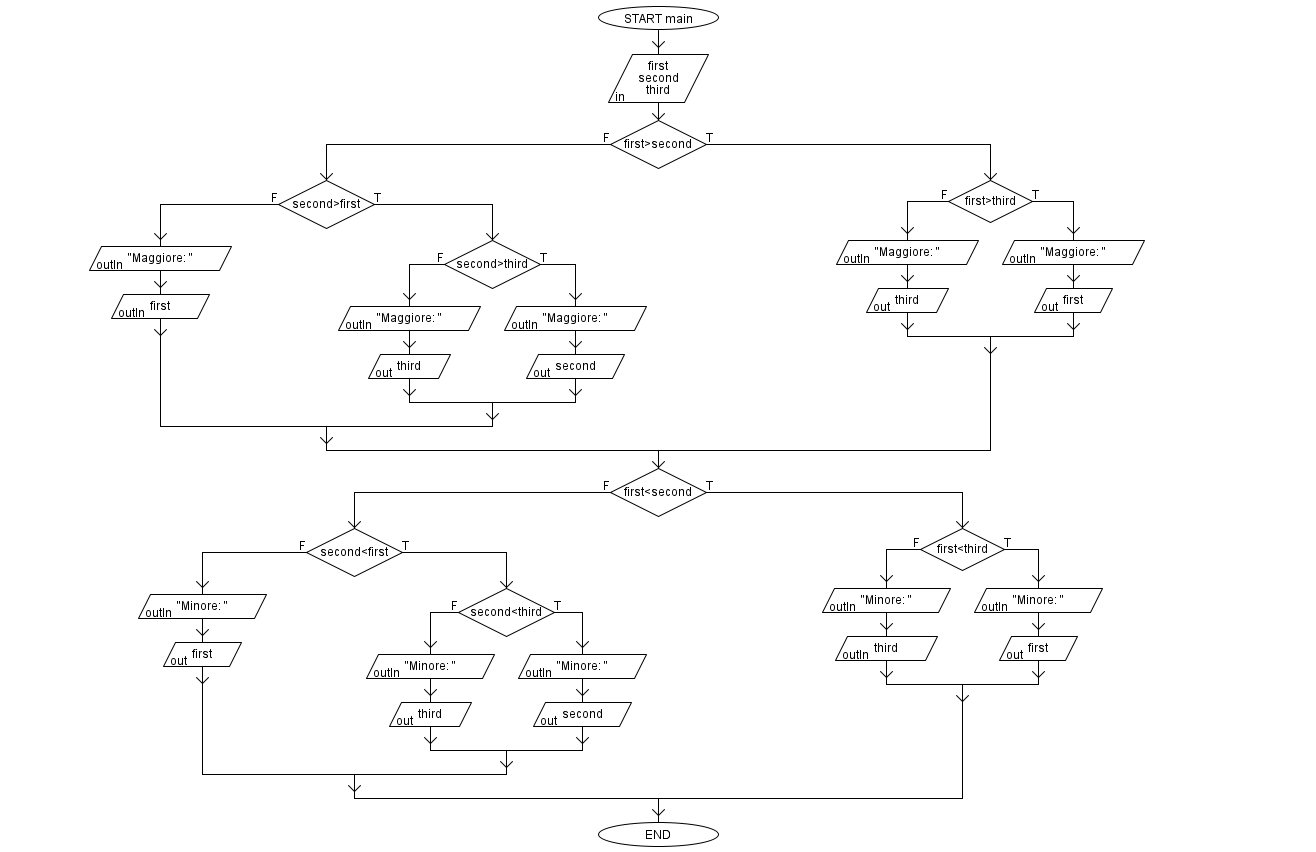 START main
first
second
third
in
F
first>second
T
F
second>first
T
F
first>third
T
outln
"Maggiore: "
F
second>third
T
outln
"Maggiore: "
outln
"Maggiore: "
outln
first
outln
"Maggiore: "
outln
"Maggiore: "
out
third
out
first
out
third
out
second
F
first<second
T
F
second<first
T
F
first<third
T
outln
"Minore: "
F
second<third
T
outln
"Minore: "
outln
"Minore: "
out
first
outln
"Minore: "
outln
"Minore: "
outln
third
out
first
out
third
out
second
END